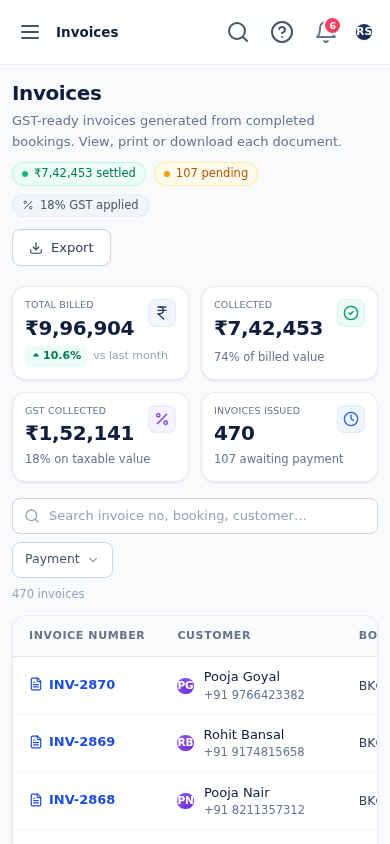 Invoices
6
RS
Invoices
GST-ready invoices generated from completed
bookings. View, print or download each document.
₹7,42,453 settled
107 pending
18% GST applied
Export
TOTAL BILLED
₹
₹9,96,904
10.6% vs last month
COLLECTED
₹7,42,453
74% of billed value
GST COLLECTED
₹1,52,141
18% on taxable value
INVOICES ISSUED
470
107 awaiting payment
Search invoice no, booking, customer…
Payment
470 invoices
INVOICE NUMBER CUSTOMER BO
INV-2870 PG Pooja Goyal BK
+91 9766423382
INV-2869 RB Rohit Bansal BK
+91 9174815658
INV-2868 PN Pooja Nair BK
+91 8211357312